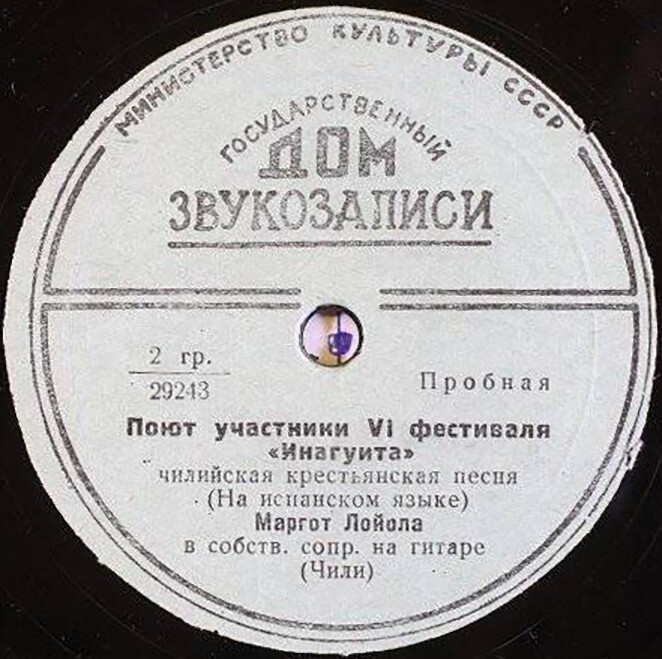 МИНИСТЕРСТВО КУЛЬТУРЫ СССР
ГОСУДАРСТВЕННЫЙ
ДОМ
ЗВУКОЗАПИСИ
2 гр.
29243
Пробная
Поют участники VI фестиваля
«Инагуита»
чилийская крестьянская песня
(На испанском языке)
Маргот Лойола
в собств. сопр. на гитаре
(Чили)